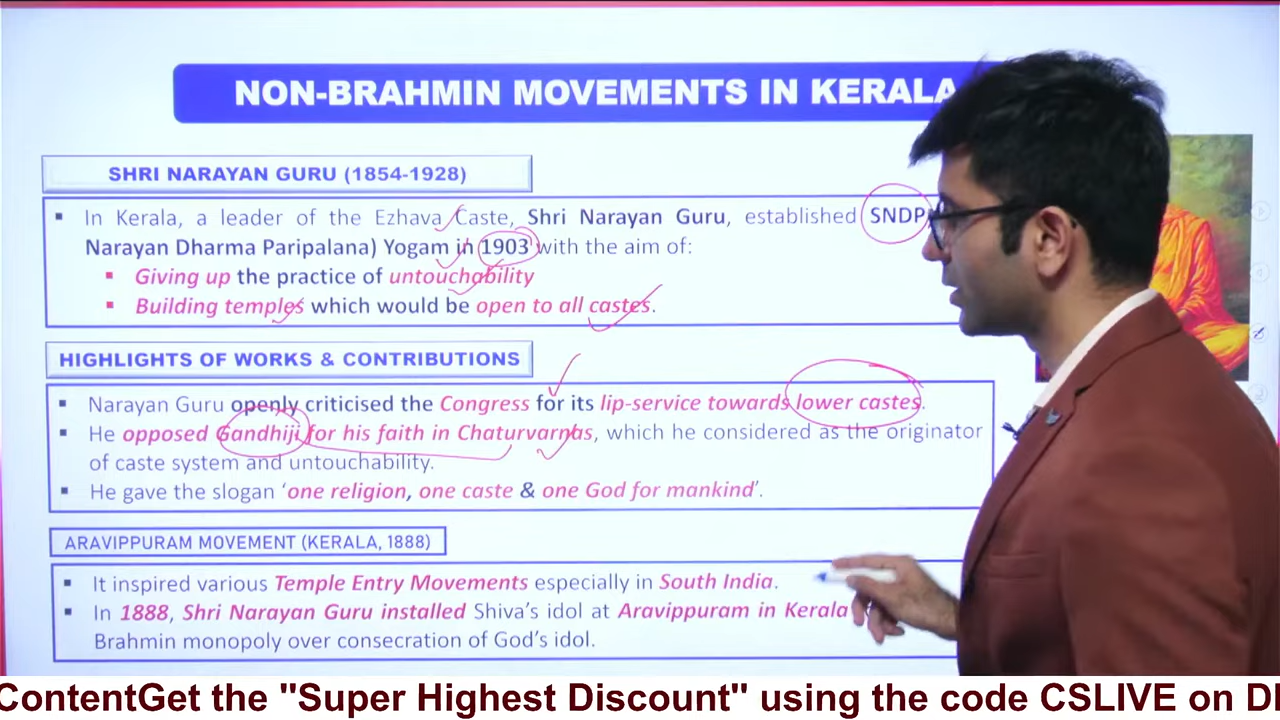 NON-BRAHMIN MOVEMENTS IN KERALA
SHRI NARAYAN GURU (1854-1928)
▪ In Kerala, a leader of the Ezhava Caste, Shri Narayan Guru, established SNDP
Narayan Dharma Paripalana) Yogam in 1903 with the aim of:
▪ Giving up the practice of untouchability
▪ Building temples which would be open to all castes.
HIGHLIGHTS OF WORKS & CONTRIBUTIONS
▪ Narayan Guru openly criticised the Congress for its lip-service towards lower castes.
▪ He opposed Gandhiji for his faith in Chaturvarnas, which he considered as the originator
of caste system and untouchability.
▪ He gave the slogan ‘one religion, one caste & one God for mankind’.
ARAVIPPURAM MOVEMENT (KERALA, 1888)
▪ It inspired various Temple Entry Movements especially in South India.
▪ In 1888, Shri Narayan Guru installed Shiva’s idol at Aravippuram in Kerala
Brahmin monopoly over consecration of God’s idol.
ContentGet the "Super Highest Discount" using the code CSLIVE on